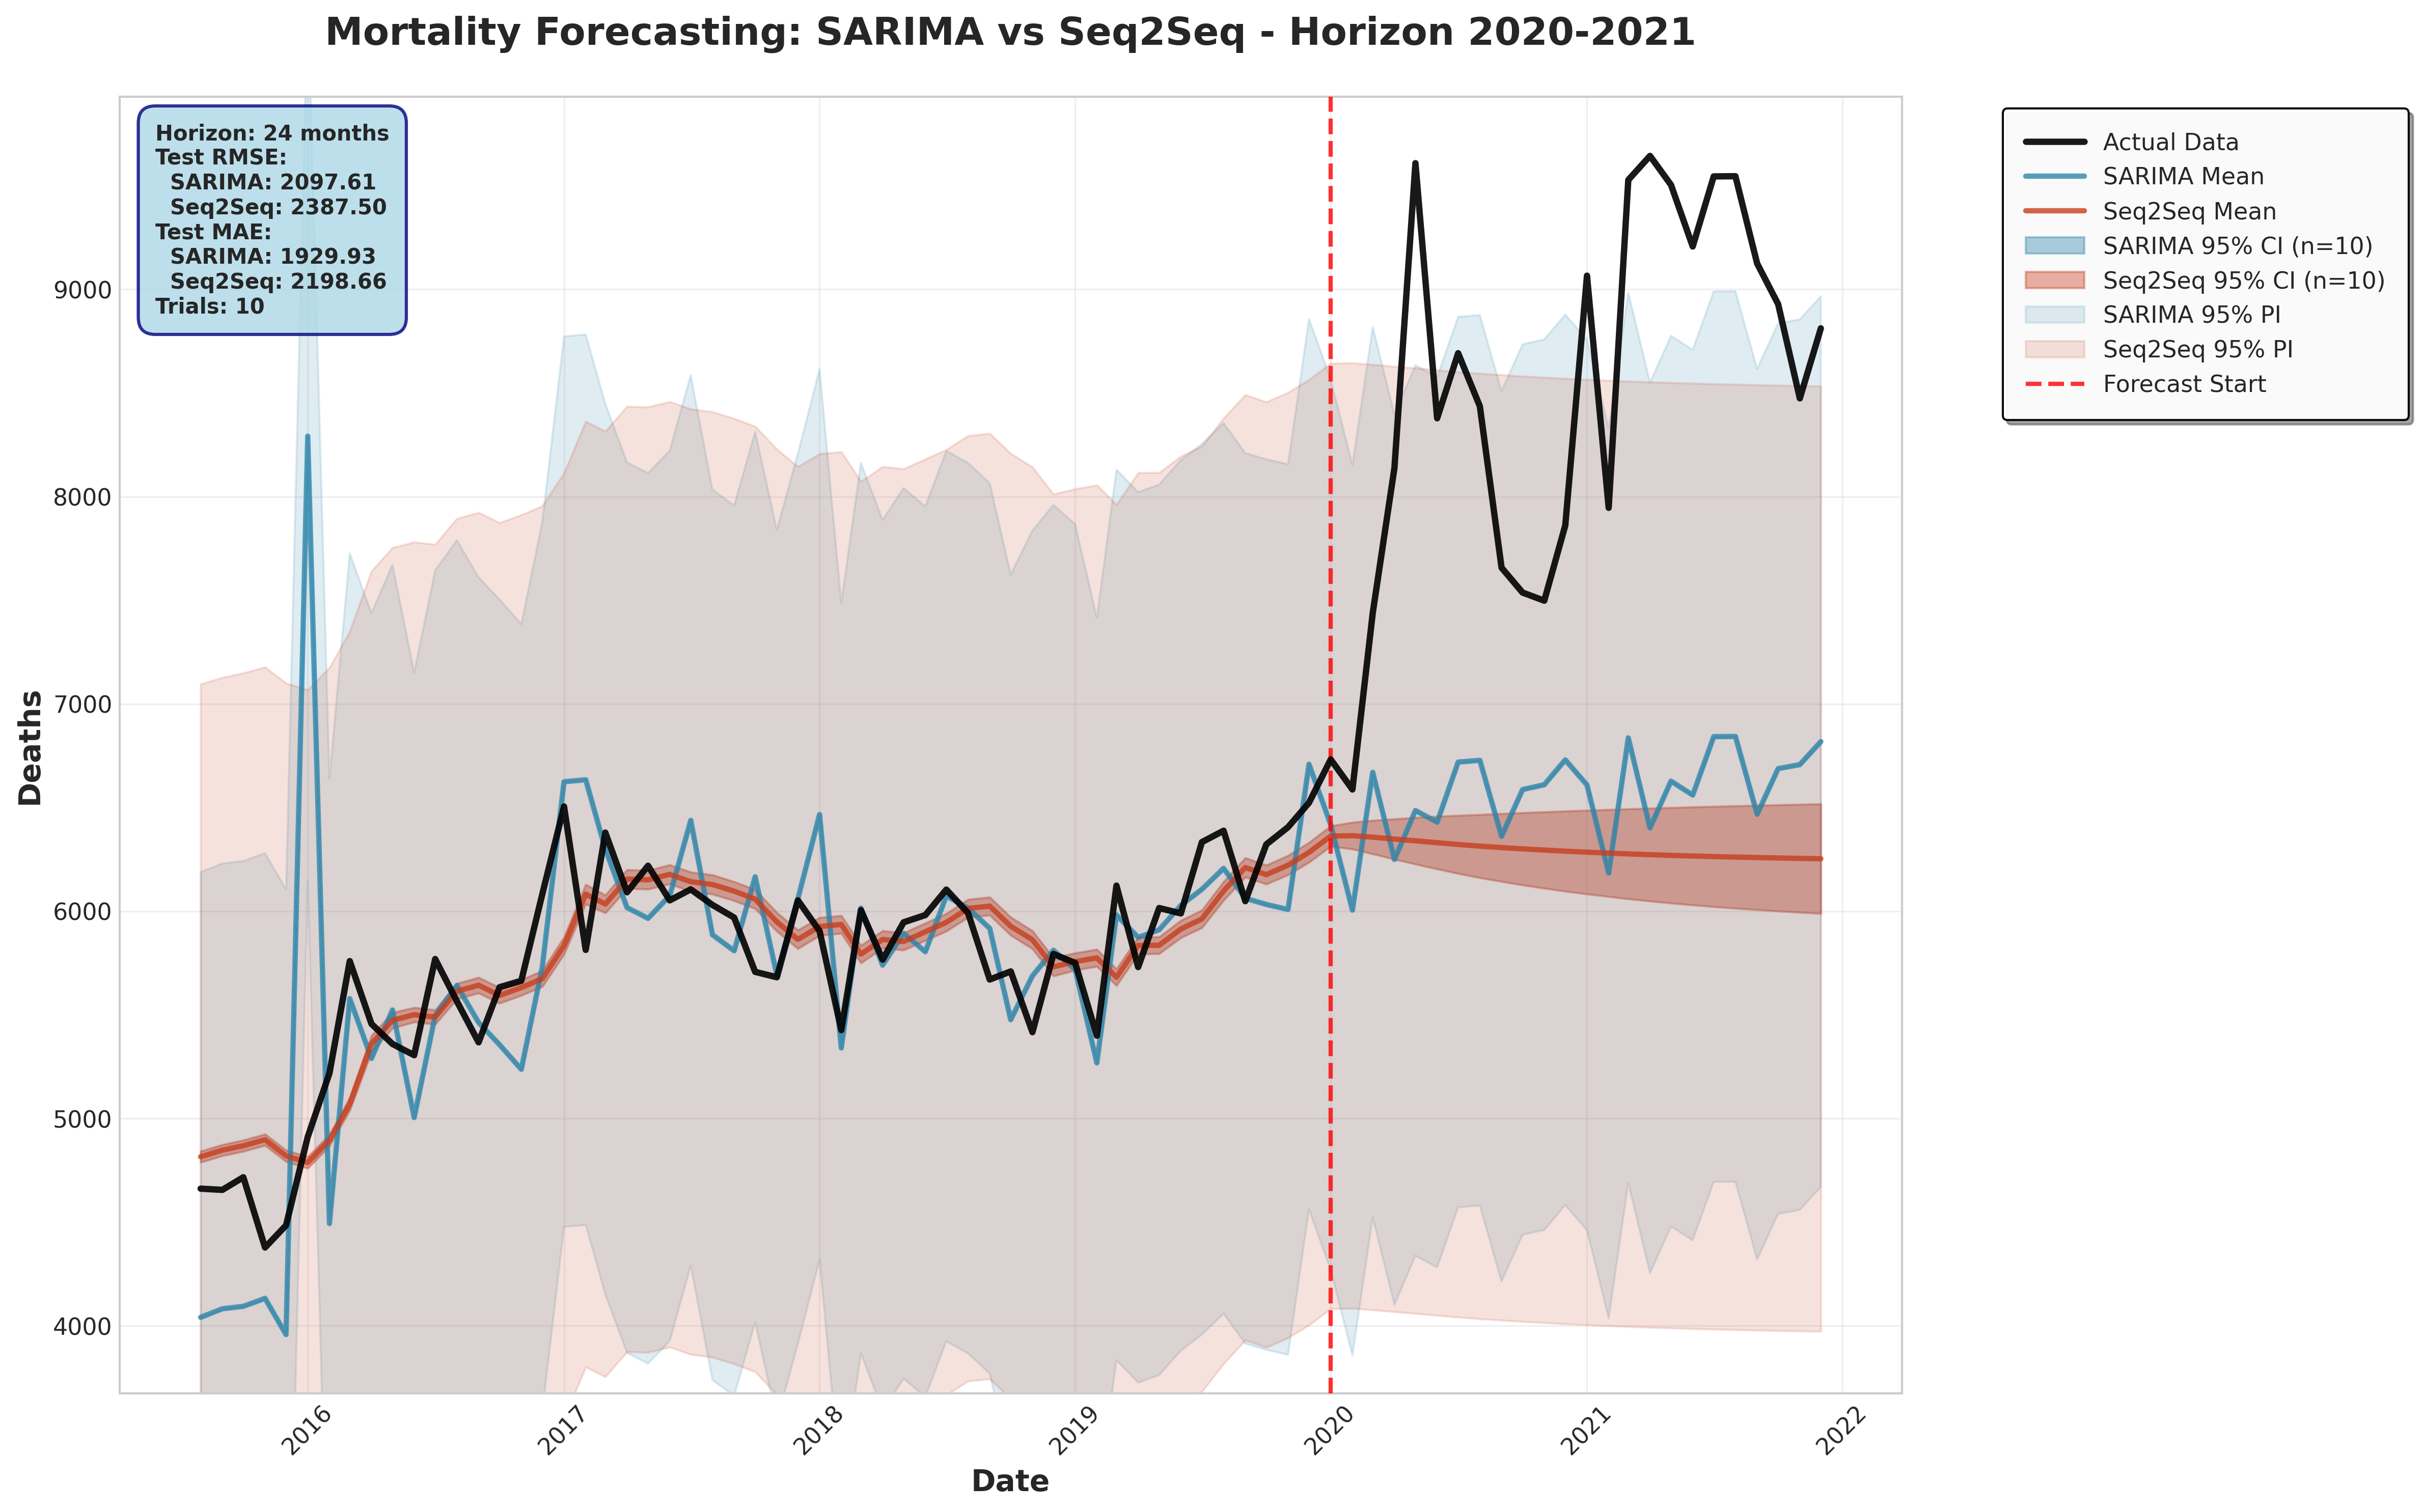 Mortality Forecasting: SARIMA vs Seq2Seq - Horizon 2020-2021
Horizon: 24 months
Test RMSE:
SARIMA: 2097.61
Seq2Seq: 2387.50
Test MAE:
SARIMA: 1929.93
Seq2Seq: 2198.66
Trials: 10
Actual Data
SARIMA Mean
Seq2Seq Mean
SARIMA 95% CI (n=10)
Seq2Seq 95% CI (n=10)
SARIMA 95% PI
Seq2Seq 95% PI
Forecast Start
Deaths
9000
8000
7000
6000
5000
4000
2016
2017
2018
2019
2020
2021
2022
Date